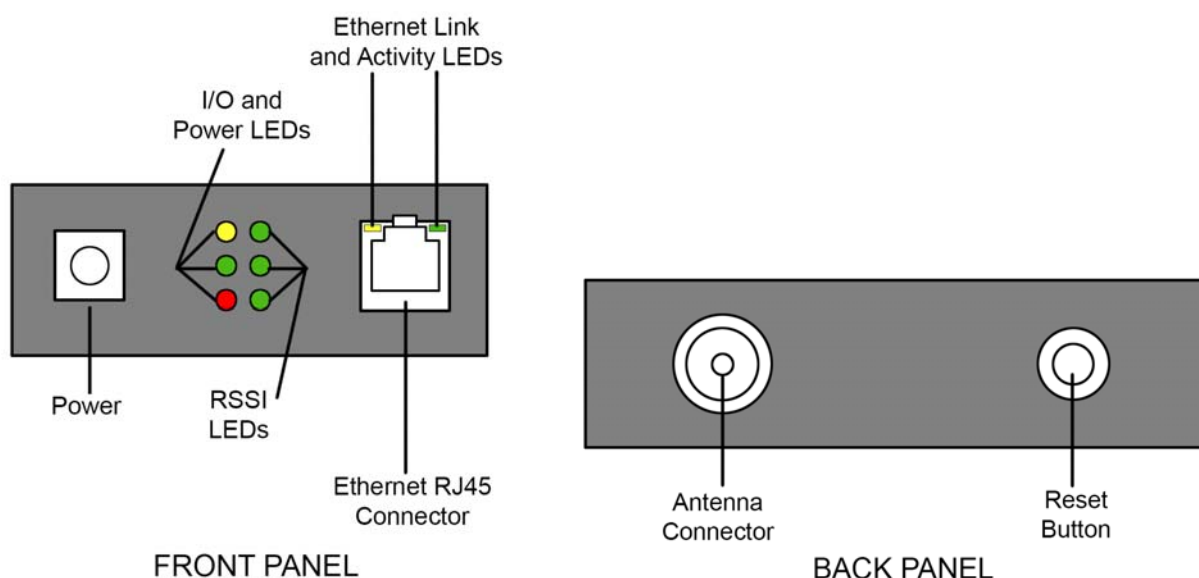 Ethernet Link
and Activity LEDs
I/O and
Power LEDs
Power
RSSI
LEDs
Ethernet RJ45
Connector
FRONT PANEL
Antenna
Connector
Reset
Button
BACK PANEL